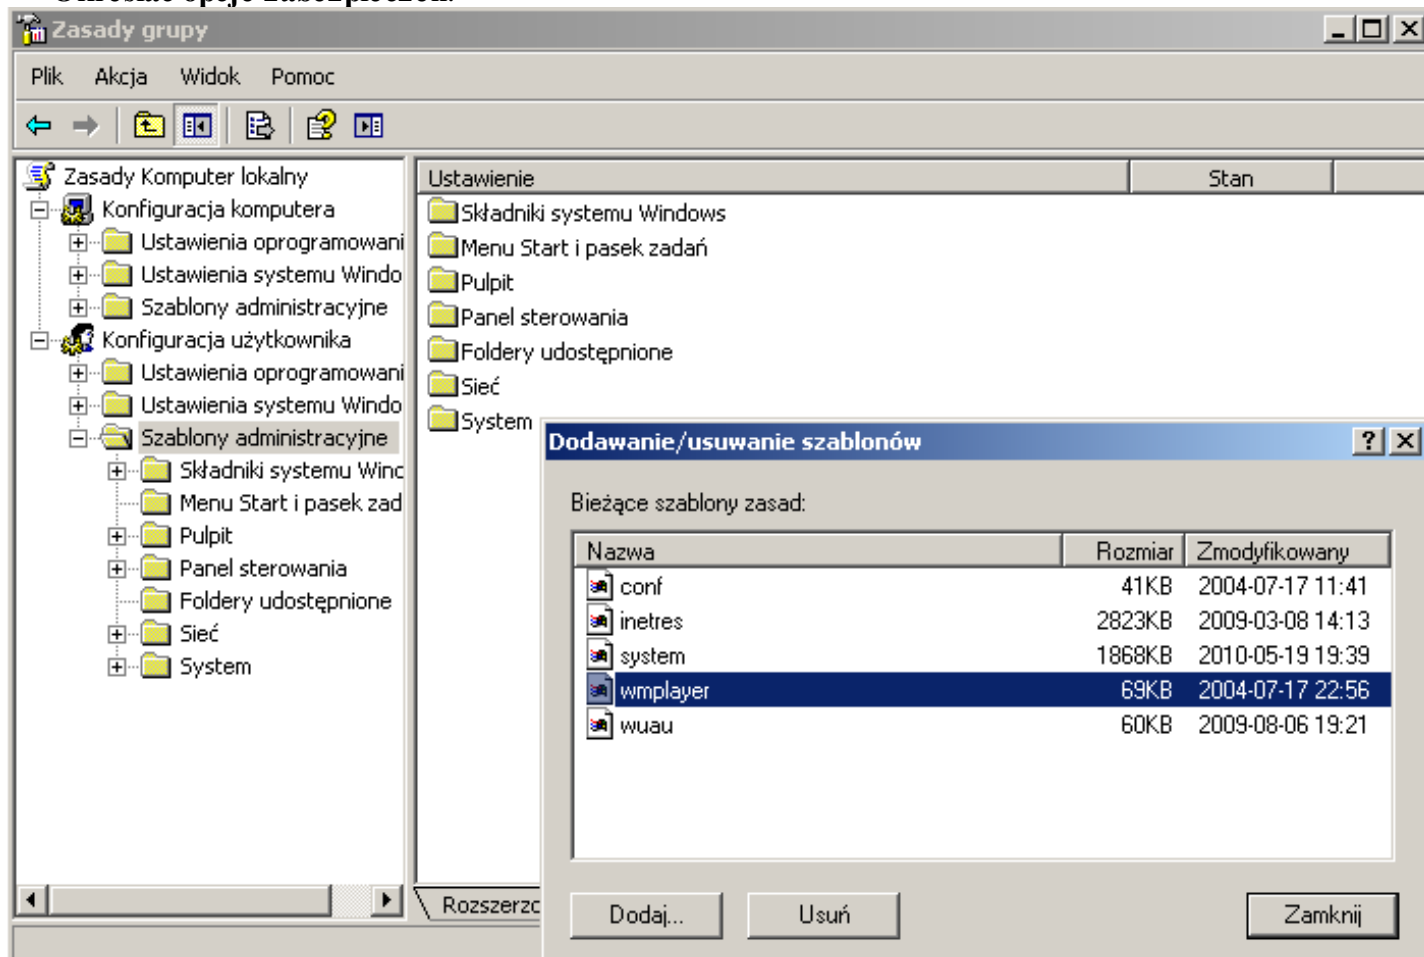 Zasady grupy
Plik Akcja Widok Pomoc
Zasady Komputer lokalny
Konfiguracja komputera
Ustawienia oprogramowani
Ustawienia systemu Windo
Szablony administracyjne
Konfiguracja użytkownika
Ustawienia oprogramowani
Ustawienia systemu Windo
Szablony administracyjne
Składniki systemu Winc
Menu Start i pasek zad
Pulpit
Panel sterowania
Foldery udostępnione
Sieć
System
Ustawienie Stan
Składniki systemu Windows
Menu Start i pasek zadań
Pulpit
Panel sterowania
Foldery udostępnione
Sieć
System
Rozszerzo
Dodawanie/usuwanie szablonów
Bieżące szablony zasad:
Nazwa Rozmiar Zmodyfikowany
conf 41KB 2004-07-17 11:41
inetres 2823KB 2009-03-08 14:13
system 1868KB 2010-05-19 19:39
wmplayer 69KB 2004-07-17 22:56
wuau 60KB 2009-08-06 19:21
Dodaj... Usuń Zamknij